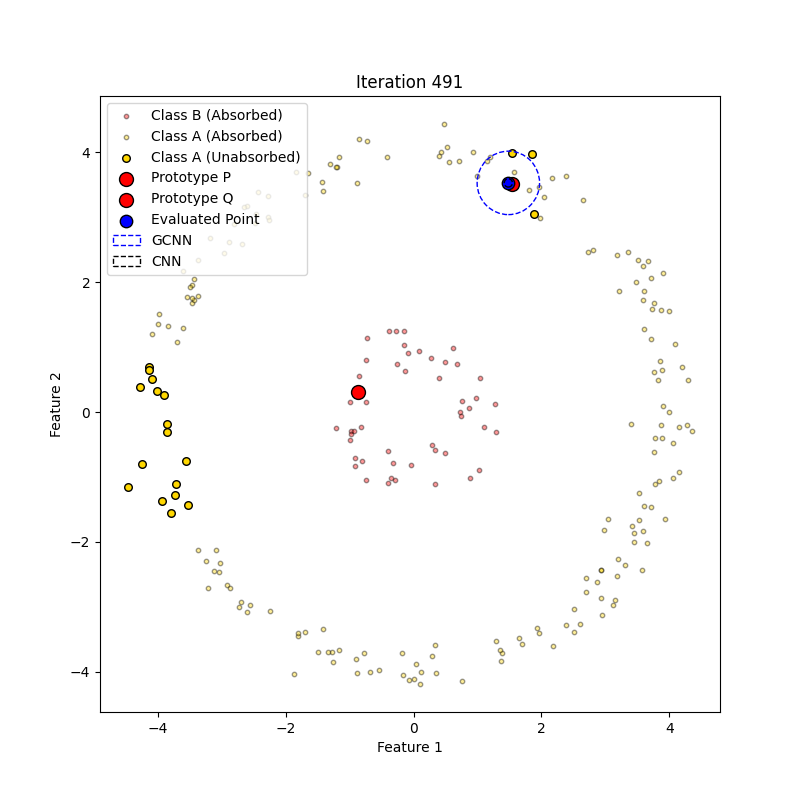 Iteration 491
Class B (Absorbed)
Class A (Absorbed)
Class A (Unabsorbed)
Prototype P
Prototype Q
Evaluated Point
GCNN
CNN
4
2
0
−2
−4
Feature 2
−4
−2
0
2
4
Feature 1